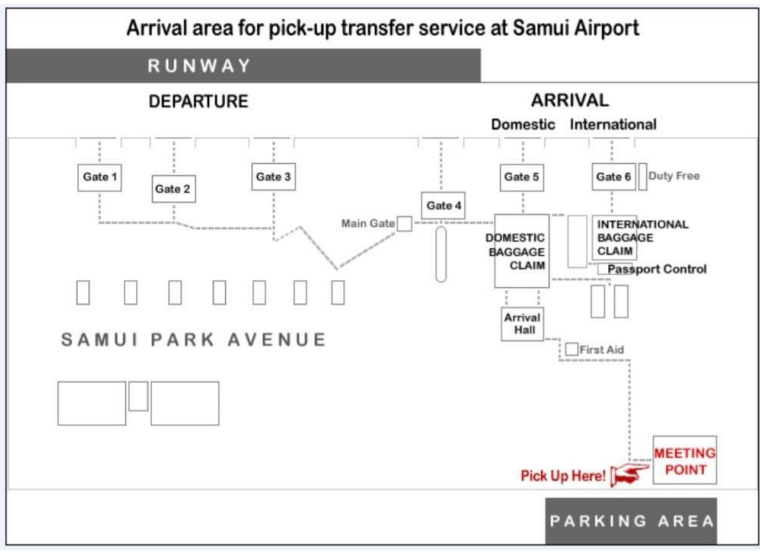 Arrival area for pick-up transfer service at Samui Airport
RUNWAY
DEPARTURE
ARRIVAL
Domestic International
Gate 1
Gate 2
Gate 3
Gate 4
Gate 5
Gate 6
Duty Free
Main Gate
DOMESTIC
BAGGAGE
CLAIM
INTERNATIONAL
BAGGAGE
CLAIM
Passport Control
Arrival
Hall
First Aid
SAMUI PARK AVENUE
MEETING
POINT
Pick Up Here!
PARKING AREA